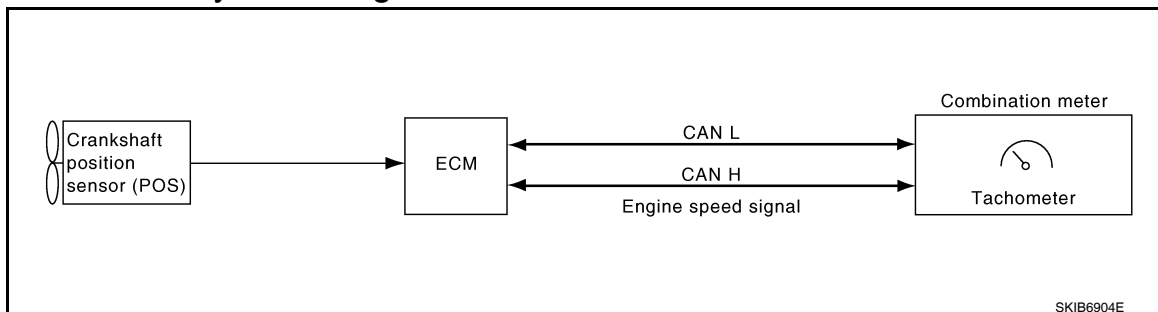 Crankshaft
position
sensor (POS)
ECM
CAN L
CAN H
Engine speed signal
Combination meter
Tachometer
SKIB6904E